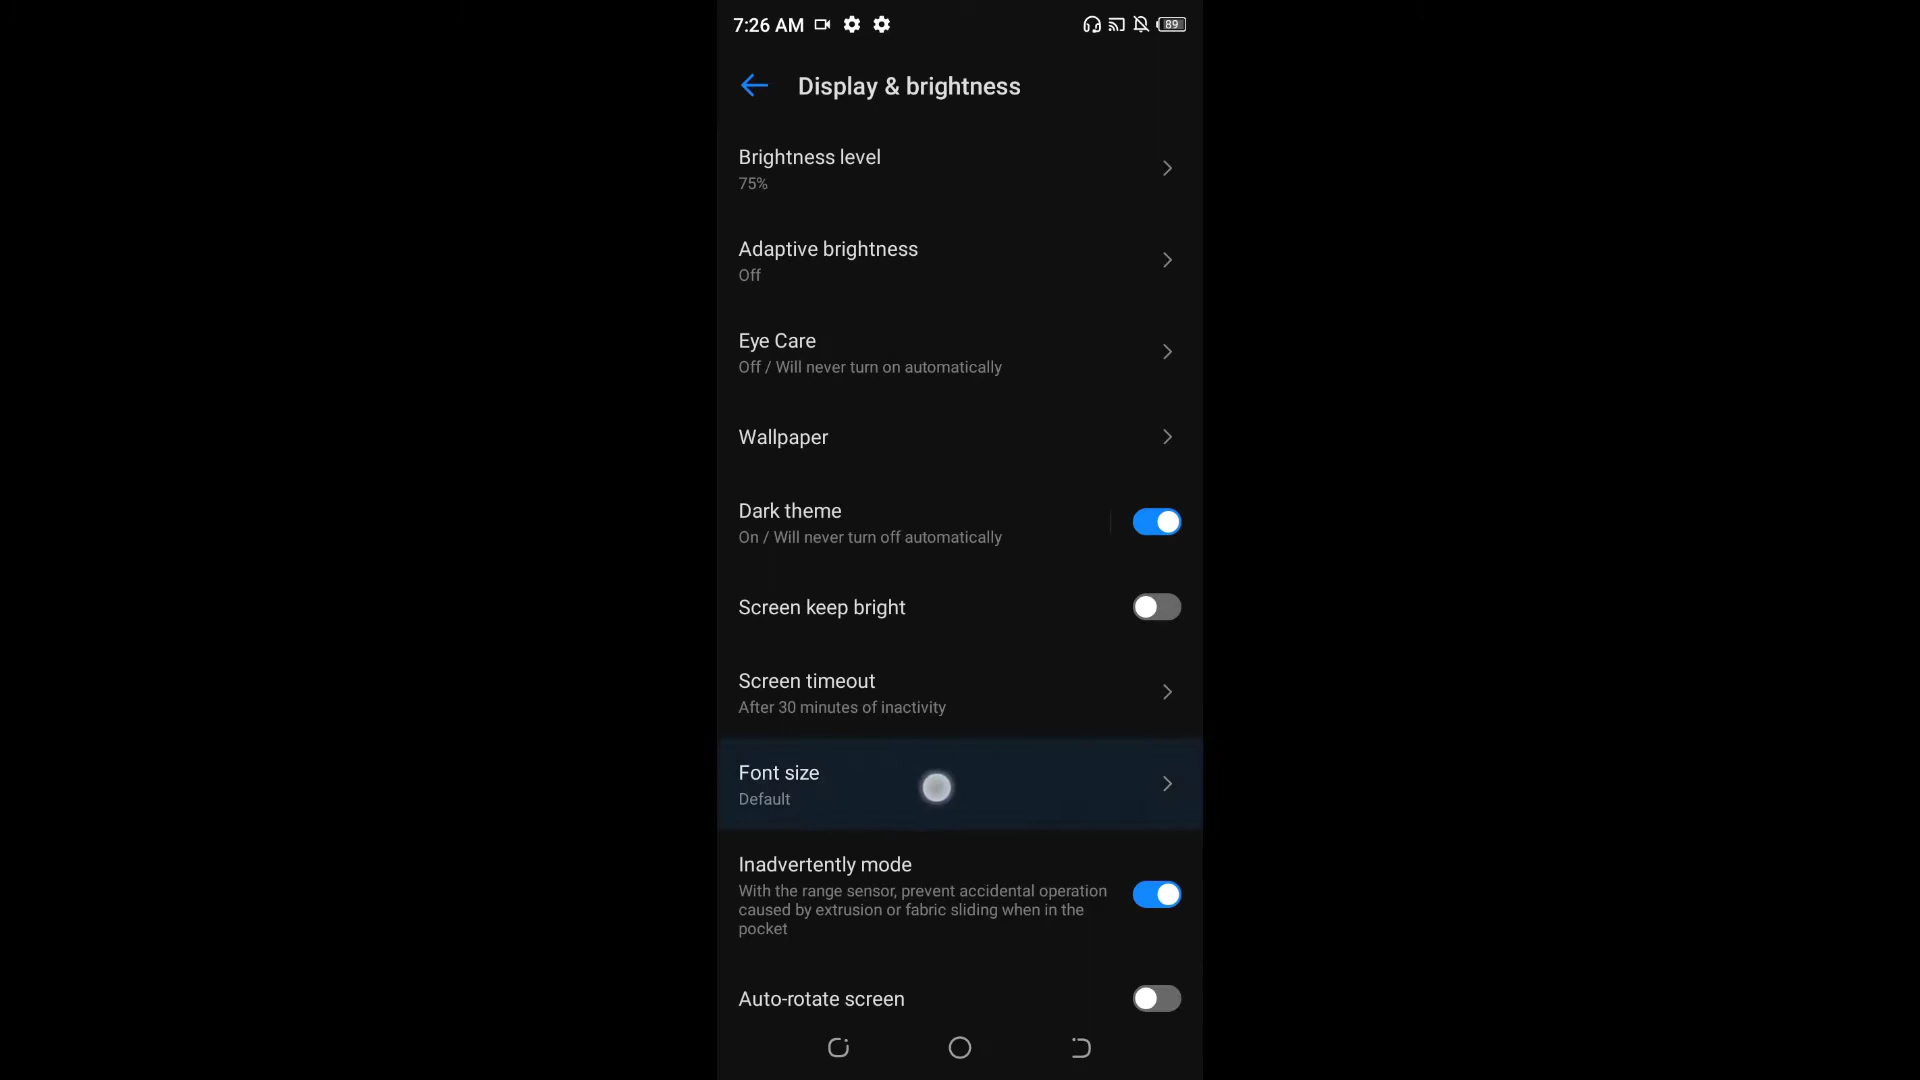 7:26 AM
89
Display & brightness
Brightness level
75%
Adaptive brightness
Off
Eye Care
Off / Will never turn on automatically
Wallpaper
Dark theme
On / Will never turn off automatically
Screen keep bright
Screen timeout
After 30 minutes of inactivity
Font size
Default
Inadvertently mode
With the range sensor, prevent accidental operation
caused by extrusion or fabric sliding when in the
pocket
Auto-rotate screen